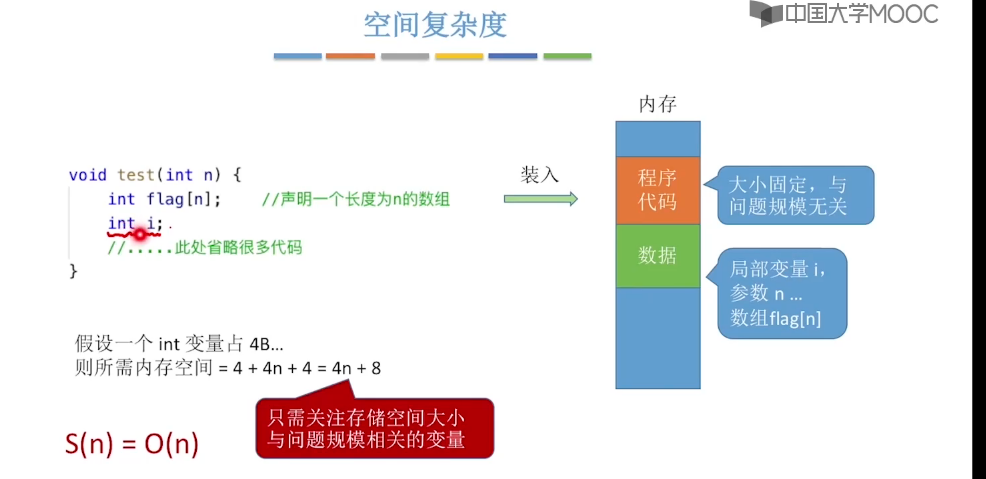 空间复杂度
中国大学MOOC
内存
void test(int n) {
int flag[n]; //声明一个长度为n的数组
int i;
//.....此处省略很多代码
}
装入
程序
代码
大小固定，与
问题规模无关
数据
局部变量 i，
参数 n ...
数组flag[n]
假设一个 int 变量占 4B...
则所需内存空间 = 4 + 4n + 4 = 4n + 8
只需关注存储空间大小
与问题规模相关的变量
S(n) = O(n)